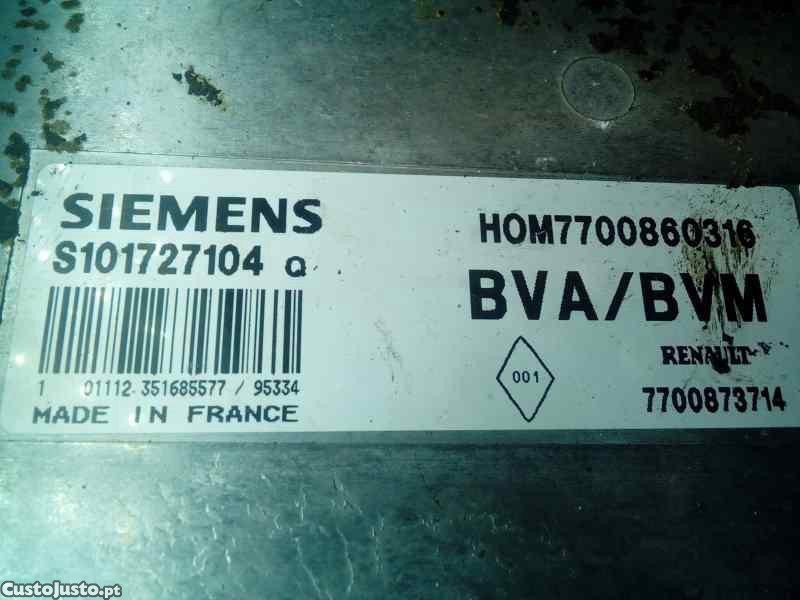 SIEMENS
S101727104 Q
1 01112 351685577 / 95334
MADE IN FRANCE
HOM7700860316
BVA/BVM
001
RENAULT
7700873714
CustoJusto.pt